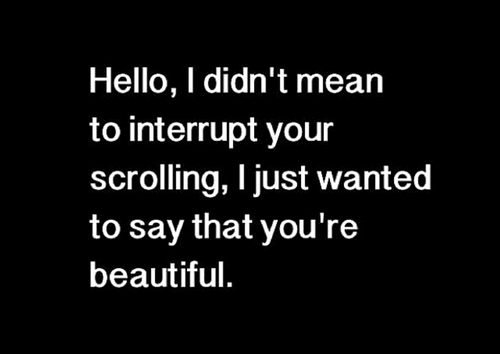 Hello, I didn't mean
to interrupt your
scrolling, I just wanted
to say that you're
beautiful.